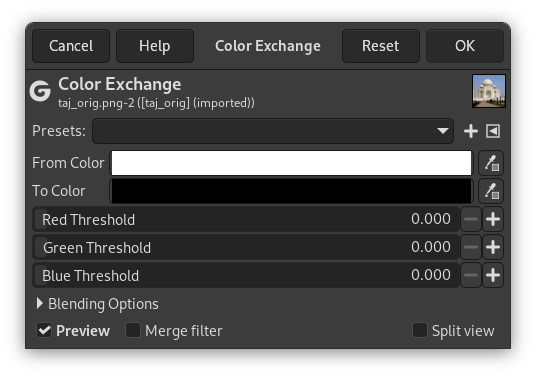 Cancel Help Color Exchange Reset OK
Color Exchange
taj_orig.png-2 ([taj_orig] (imported))
Presets:
From Color
To Color
Red Threshold 0.000
Green Threshold 0.000
Blue Threshold 0.000
Blending Options
Preview Merge filter Split view